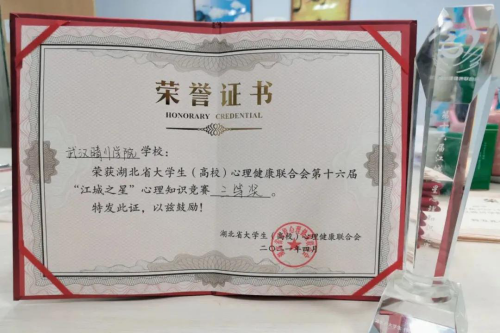 荣誉证书
HONORARY CREDENTIAL
武汉晴川学院学校：
荣获湖北省大学生（高校）心理健康联合会第十六届
“江城之星”心理知识竞赛 二等奖 。
特发此证，以兹鼓励！
湖北省大学生（高校）心理健康联合会
二〇二一年四月